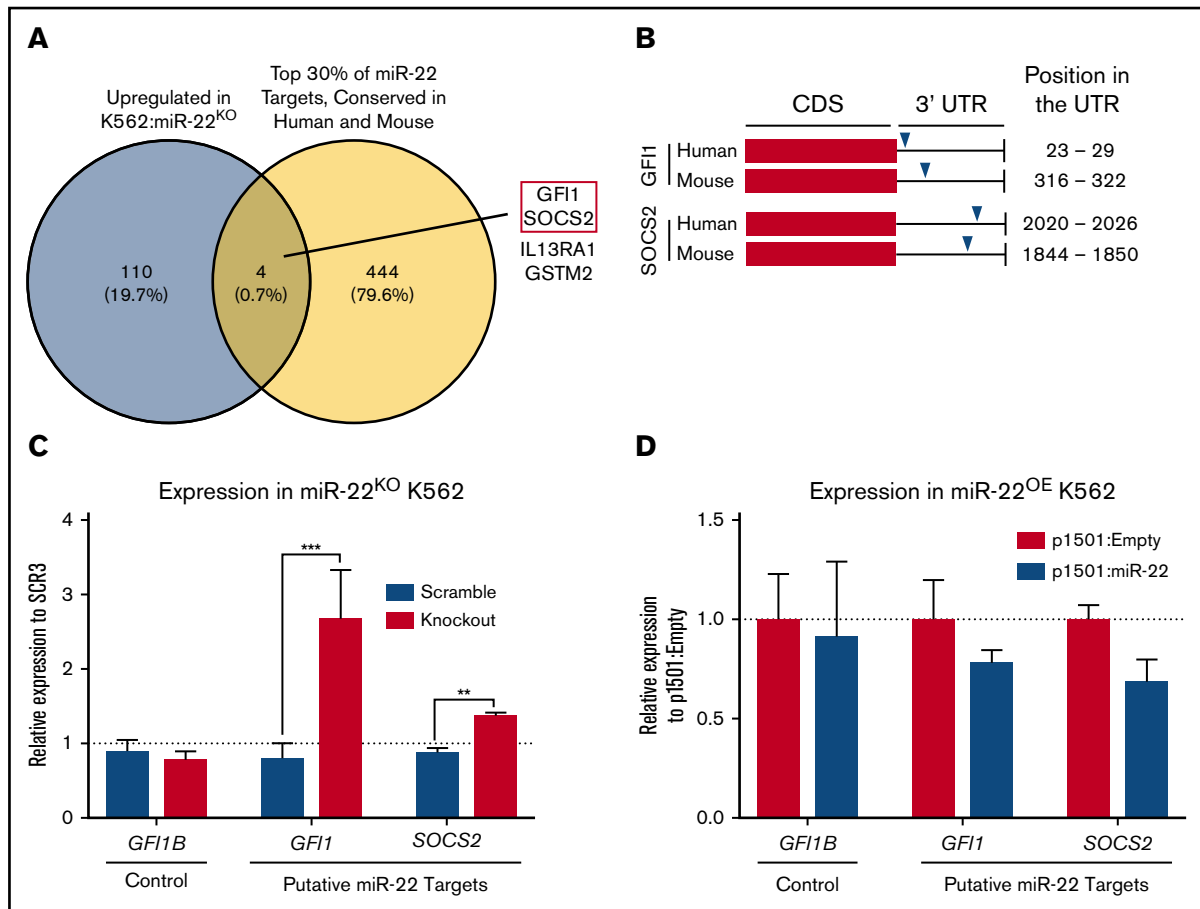 A
Upregulated in
K562:miR-22KO
Top 30% of miR-22
Targets, Conserved in
Human and Mouse
110
(19.7%)
4
(0.7%)
444
(79.6%)
GFI1
SOCS2
IL13RA1
GSTM2
B
CDS
3' UTR
Position in
the UTR
GFI1
Human
23 – 29
Mouse
316 – 322
SOCS2
Human
2020 – 2026
Mouse
1844 – 1850
C
Expression in miR-22KO K562
Relative expression to SCR3
4
3
2
1
0
***
**
Scramble
Knockout
GFI1B
GFI1
SOCS2
Control
Putative miR-22 Targets
D
Expression in miR-22OE K562
Relative expression
to p1501:Empty
1.5
1.0
0.5
0.0
p1501:Empty
p1501:miR-22
GFI1B
GFI1
SOCS2
Control
Putative miR-22 Targets